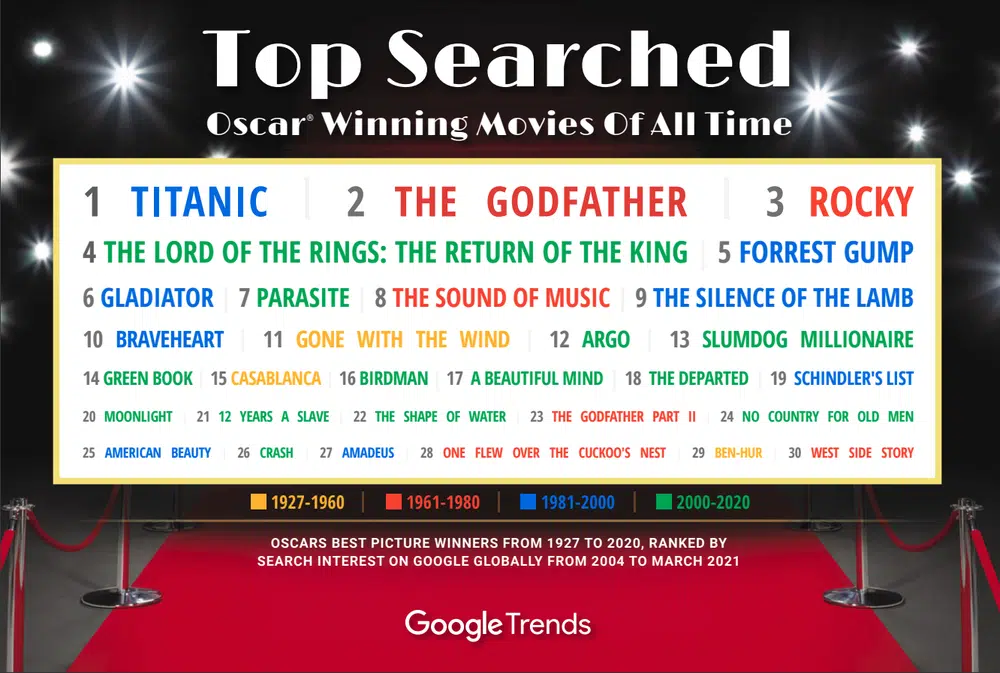 Top Searched
Oscar® Winning Movies Of All Time
1 TITANIC 2 THE GODFATHER 3 ROCKY
4 THE LORD OF THE RINGS: THE RETURN OF THE KING 5 FORREST GUMP
6 GLADIATOR 7 PARASITE 8 THE SOUND OF MUSIC 9 THE SILENCE OF THE LAMB
10 BRAVEHEART 11 GONE WITH THE WIND 12 ARGO 13 SLUMDOG MILLIONAIRE
14 GREEN BOOK 15 CASABLANCA 16 BIRDMAN 17 A BEAUTIFUL MIND 18 THE DEPARTED 19 SCHINDLER'S LIST
20 MOONLIGHT 21 12 YEARS A SLAVE 22 THE SHAPE OF WATER 23 THE GODFATHER PART II 24 NO COUNTRY FOR OLD MEN
25 AMERICAN BEAUTY 26 CRASH 27 AMADEUS 28 ONE FLEW OVER THE CUCKOO'S NEST 29 BEN-HUR 30 WEST SIDE STORY
1927-1960 1961-1980 1981-2000 2000-2020
OSCARS BEST PICTURE WINNERS FROM 1927 TO 2020, RANKED BY
SEARCH INTEREST ON GOOGLE GLOBALLY FROM 2004 TO MARCH 2021
Google Trends